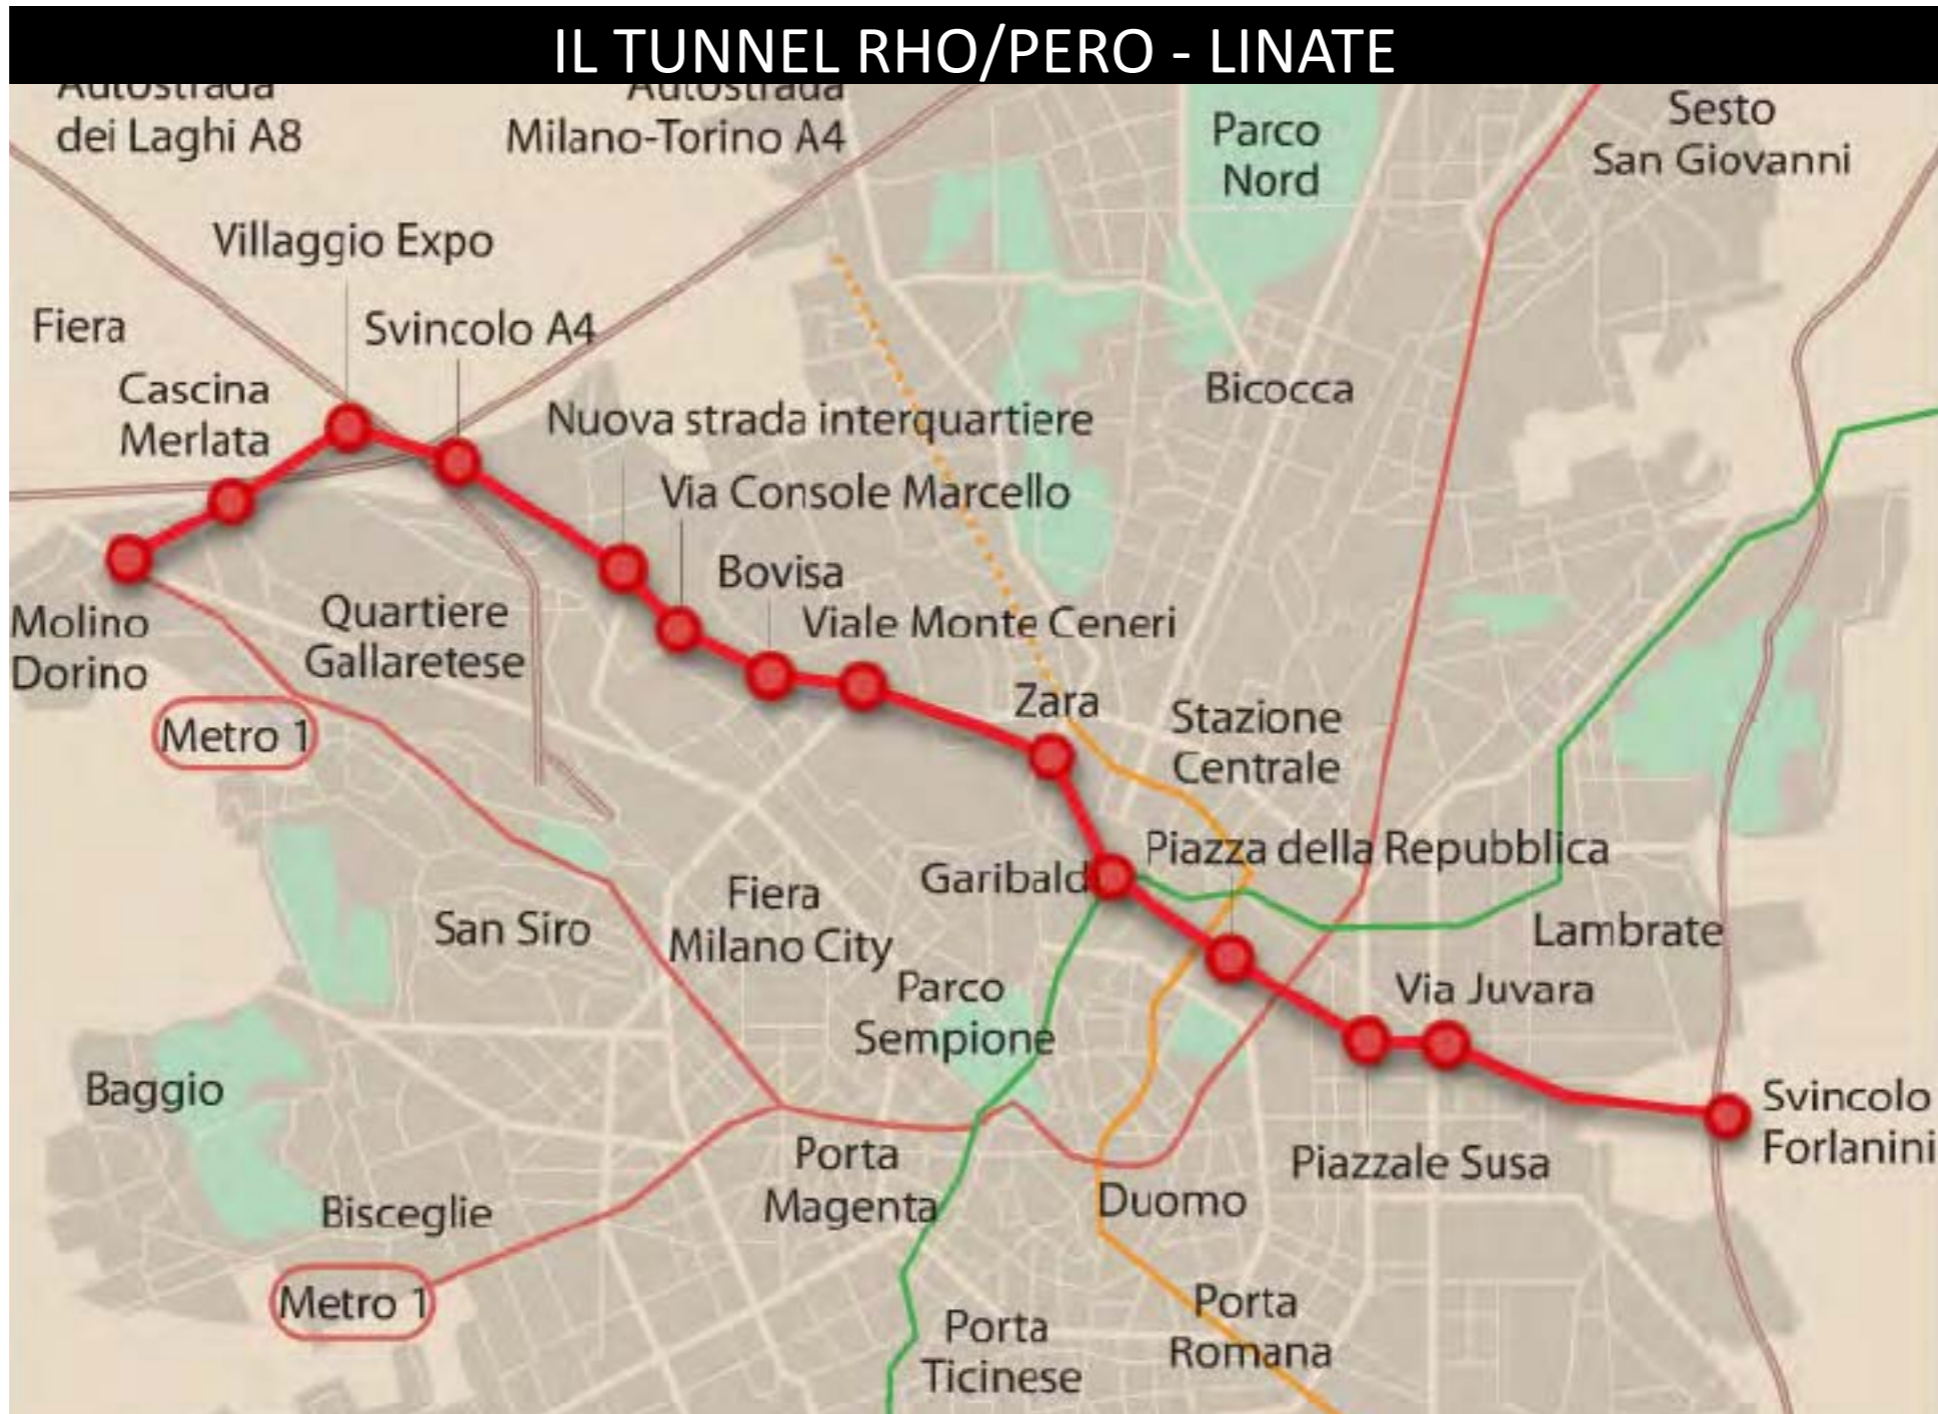 IL TUNNEL RHO/PERO - LINATE
Autostrada
dei Laghi A8
Autostrada
Milano-Torino A4
Parco
Nord
Sesto
San Giovanni
Villaggio Expo
Fiera
Svincolo A4
Cascina
Merlata
Bicocca
Nuova strada interquartiere
Via Console Marcello
Bovisa
Viale Monte Ceneri
Molino
Dorino
Quartiere
Gallaretese
Metro 1
Zara
Stazione
Centrale
Piazza della Repubblica
Garibald
Fiera
Milano City
San Siro
Lambrate
Parco
Sempione
Via Juvara
Baggio
Svincolo
Forlanini
Porta
Magenta
Piazzale Susa
Duomo
Bisceglie
Metro 1
Porta
Romana
Porta
Ticinese